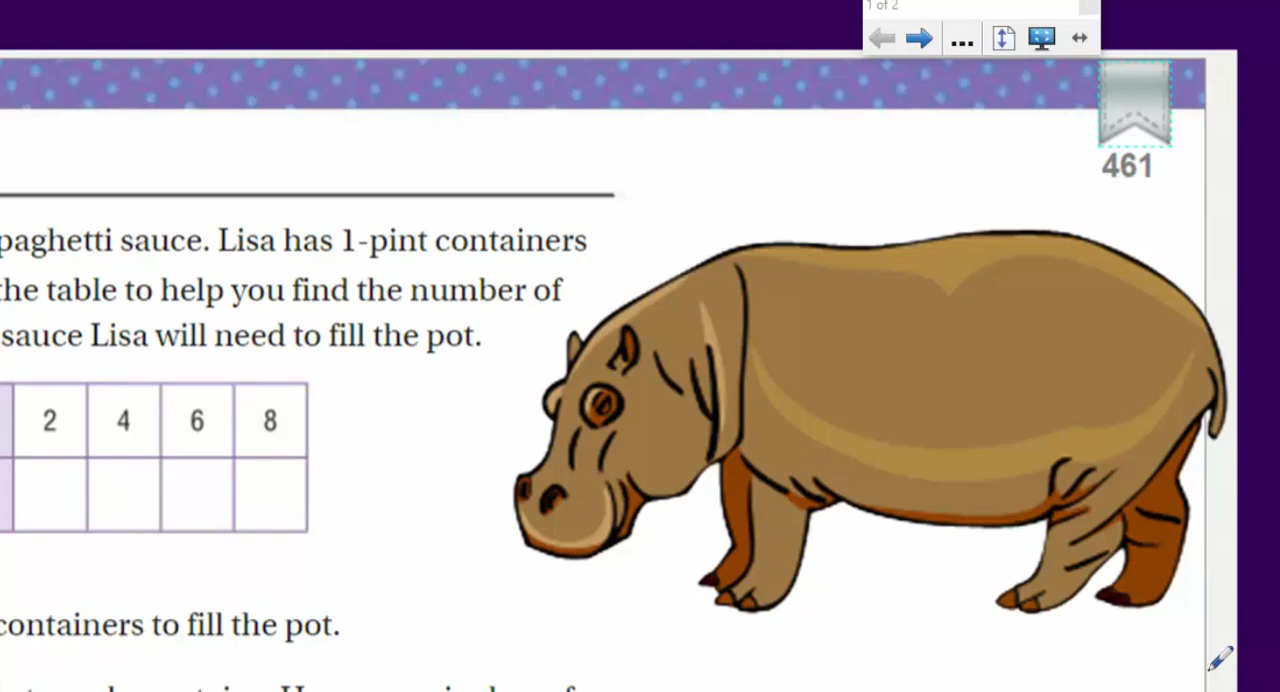 1 of 2
461
paghetti sauce. Lisa has 1-pint containers
the table to help you find the number of
sauce Lisa will need to fill the pot.
2 4 6 8
containers to fill the pot.